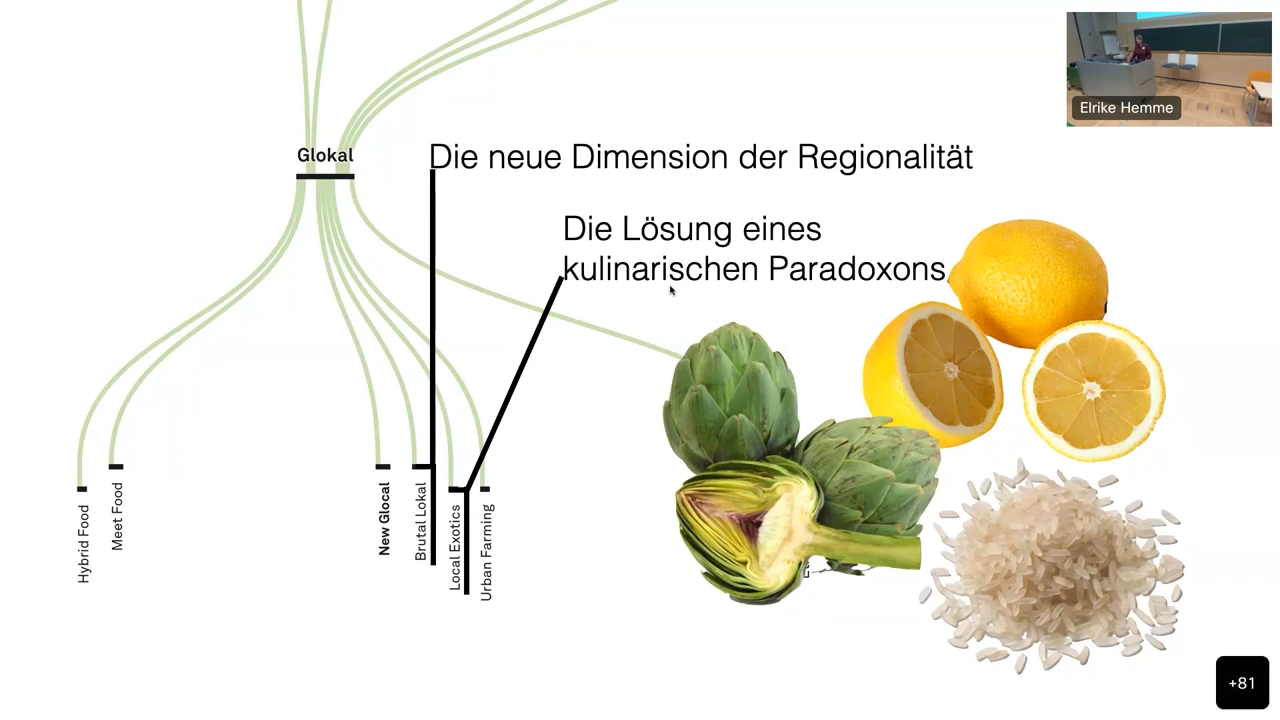 Elrike Hemme
Glokal
Die neue Dimension der Regionalität
Die Lösung eines
kulinarischen Paradoxons
Hybrid Food
Meet Food
New Glocal
Brutal Lokal
Local Exotics
Urban Farming
+81